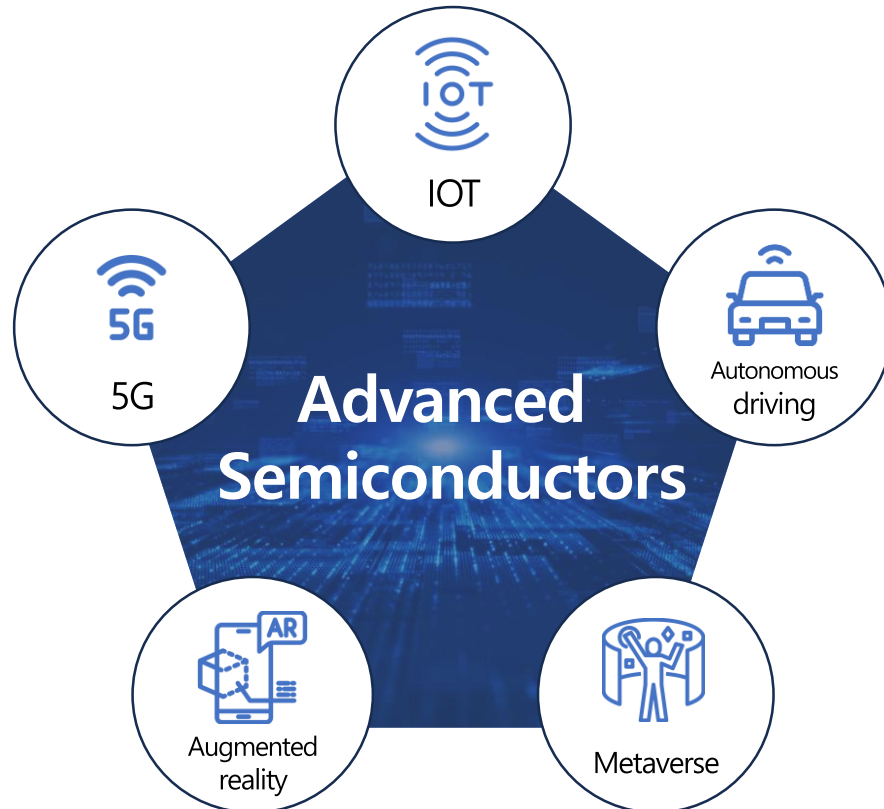 IOT
IOT
5G
5G
Autonomous
driving
Advanced
Semiconductors
AR
Augmented
reality
Metaverse